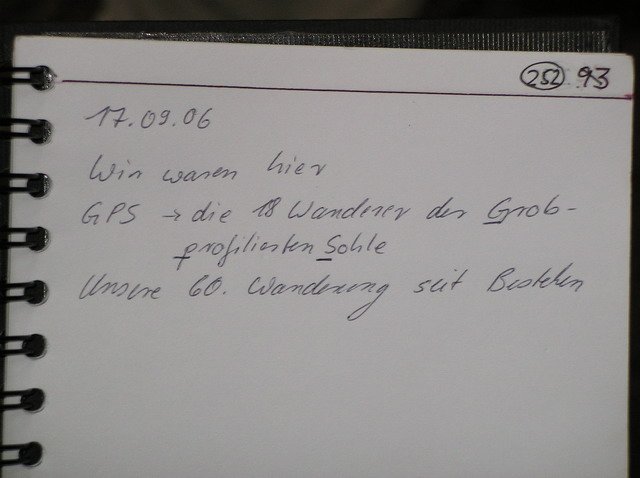 252 93
17.09.06
Wir waren hier
GPS → die 18 Wanderer der Grob-
profilierten Sohle
Unsere 60. Wanderung seit Bestehen